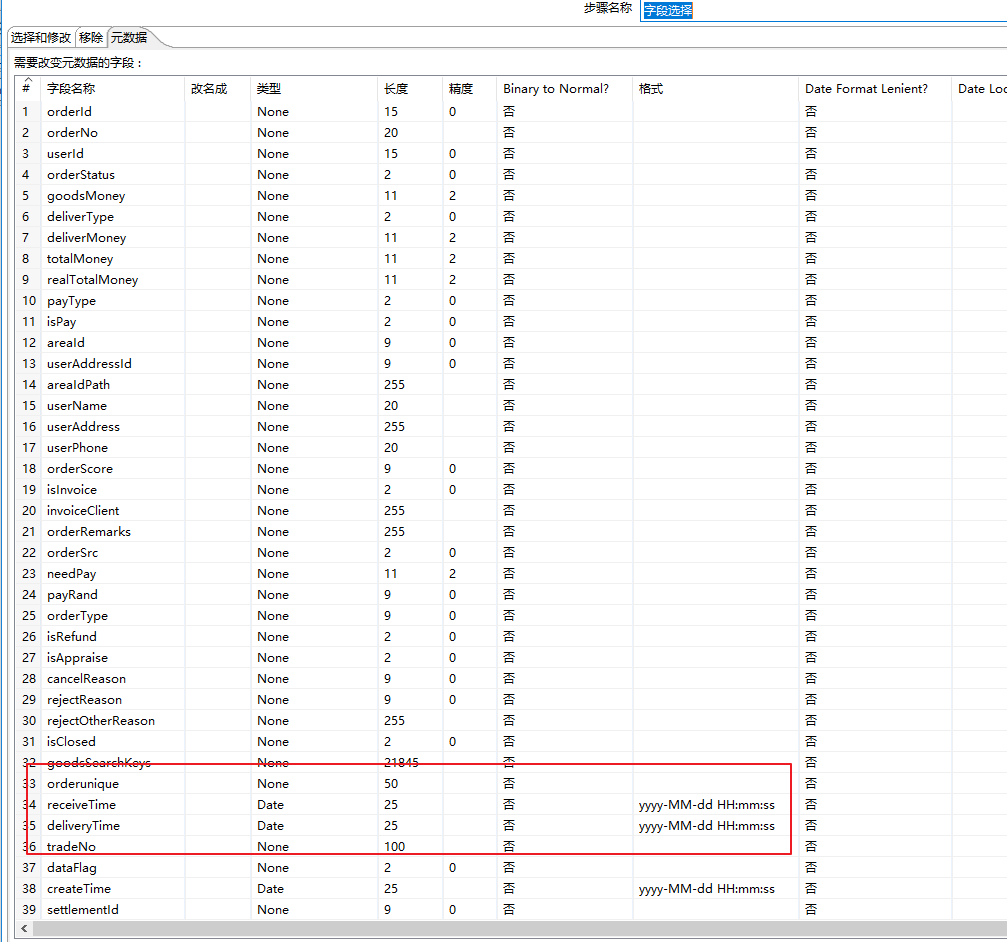 步骤名称 字段选择
选择和修改 移除 元数据
需要改变元数据的字段：
# 字段名称 改名成 类型 长度 精度 Binary to Normal? 格式 Date Format Lenient? Date Loc
1 orderId None 15 0 否 否
2 orderNo None 20 否 否
3 userId None 15 0 否 否
4 orderStatus None 2 0 否 否
5 goodsMoney None 11 2 否 否
6 deliverType None 2 0 否 否
7 deliverMoney None 11 2 否 否
8 totalMoney None 11 2 否 否
9 realTotalMoney None 11 2 否 否
10 payType None 2 0 否 否
11 isPay None 2 0 否 否
12 areaId None 9 0 否 否
13 userAddressId None 9 0 否 否
14 areaIdPath None 255 否 否
15 userName None 20 否 否
16 userAddress None 255 否 否
17 userPhone None 20 否 否
18 orderScore None 9 0 否 否
19 isInvoice None 2 0 否 否
20 invoiceClient None 255 否 否
21 orderRemarks None 255 否 否
22 orderSrc None 2 0 否 否
23 needPay None 11 2 否 否
24 payRand None 9 0 否 否
25 orderType None 9 0 否 否
26 isRefund None 2 0 否 否
27 isAppraise None 2 0 否 否
28 cancelReason None 9 0 否 否
29 rejectReason None 9 0 否 否
30 rejectOtherReason None 255 否 否
31 isClosed None 2 0 否 否
32 goodsSearchKeys None 21845 否 否
33 orderunique None 50 否 否
34 receiveTime Date 25 否 yyyy-MM-dd HH:mm:ss 否
35 deliveryTime Date 25 否 yyyy-MM-dd HH:mm:ss 否
36 tradeNo None 100 否 否
37 dataFlag None 2 0 否 否
38 createTime Date 25 否 yyyy-MM-dd HH:mm:ss 否
39 settlementId None 9 0 否 否